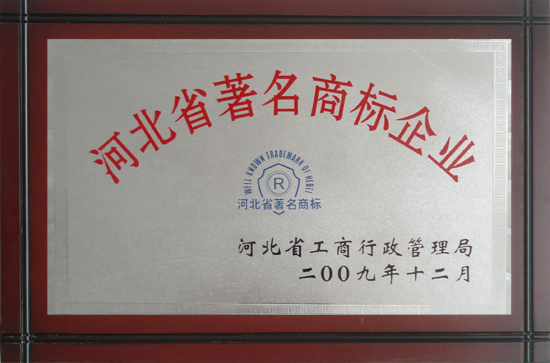 河北省著名商标企业
WELL KNOWN TRADEMARK OF HEBEI
R
河北省著名商标
河北省工商行政管理局
二00九年十二月